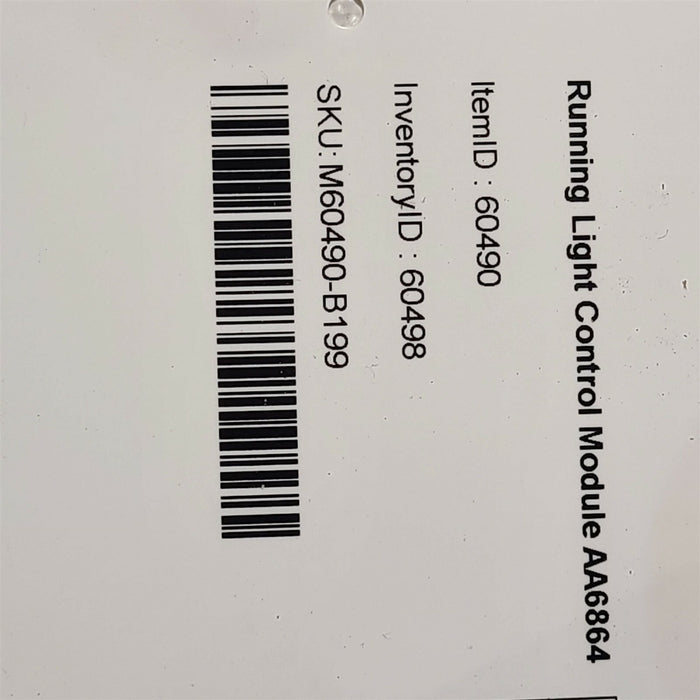 Running Light Control Module AA6864
ItemID : 60490
InventoryID : 60498
SKU: M60490-B199